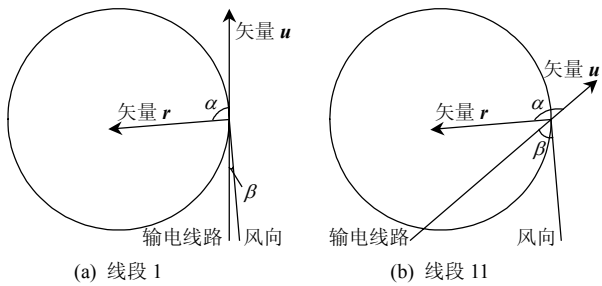 矢量 u
矢量 r
α
β
输电线路
风向
(a) 线段 1
矢量 u
矢量 r
α
β
输电线路
风向
(b) 线段 11